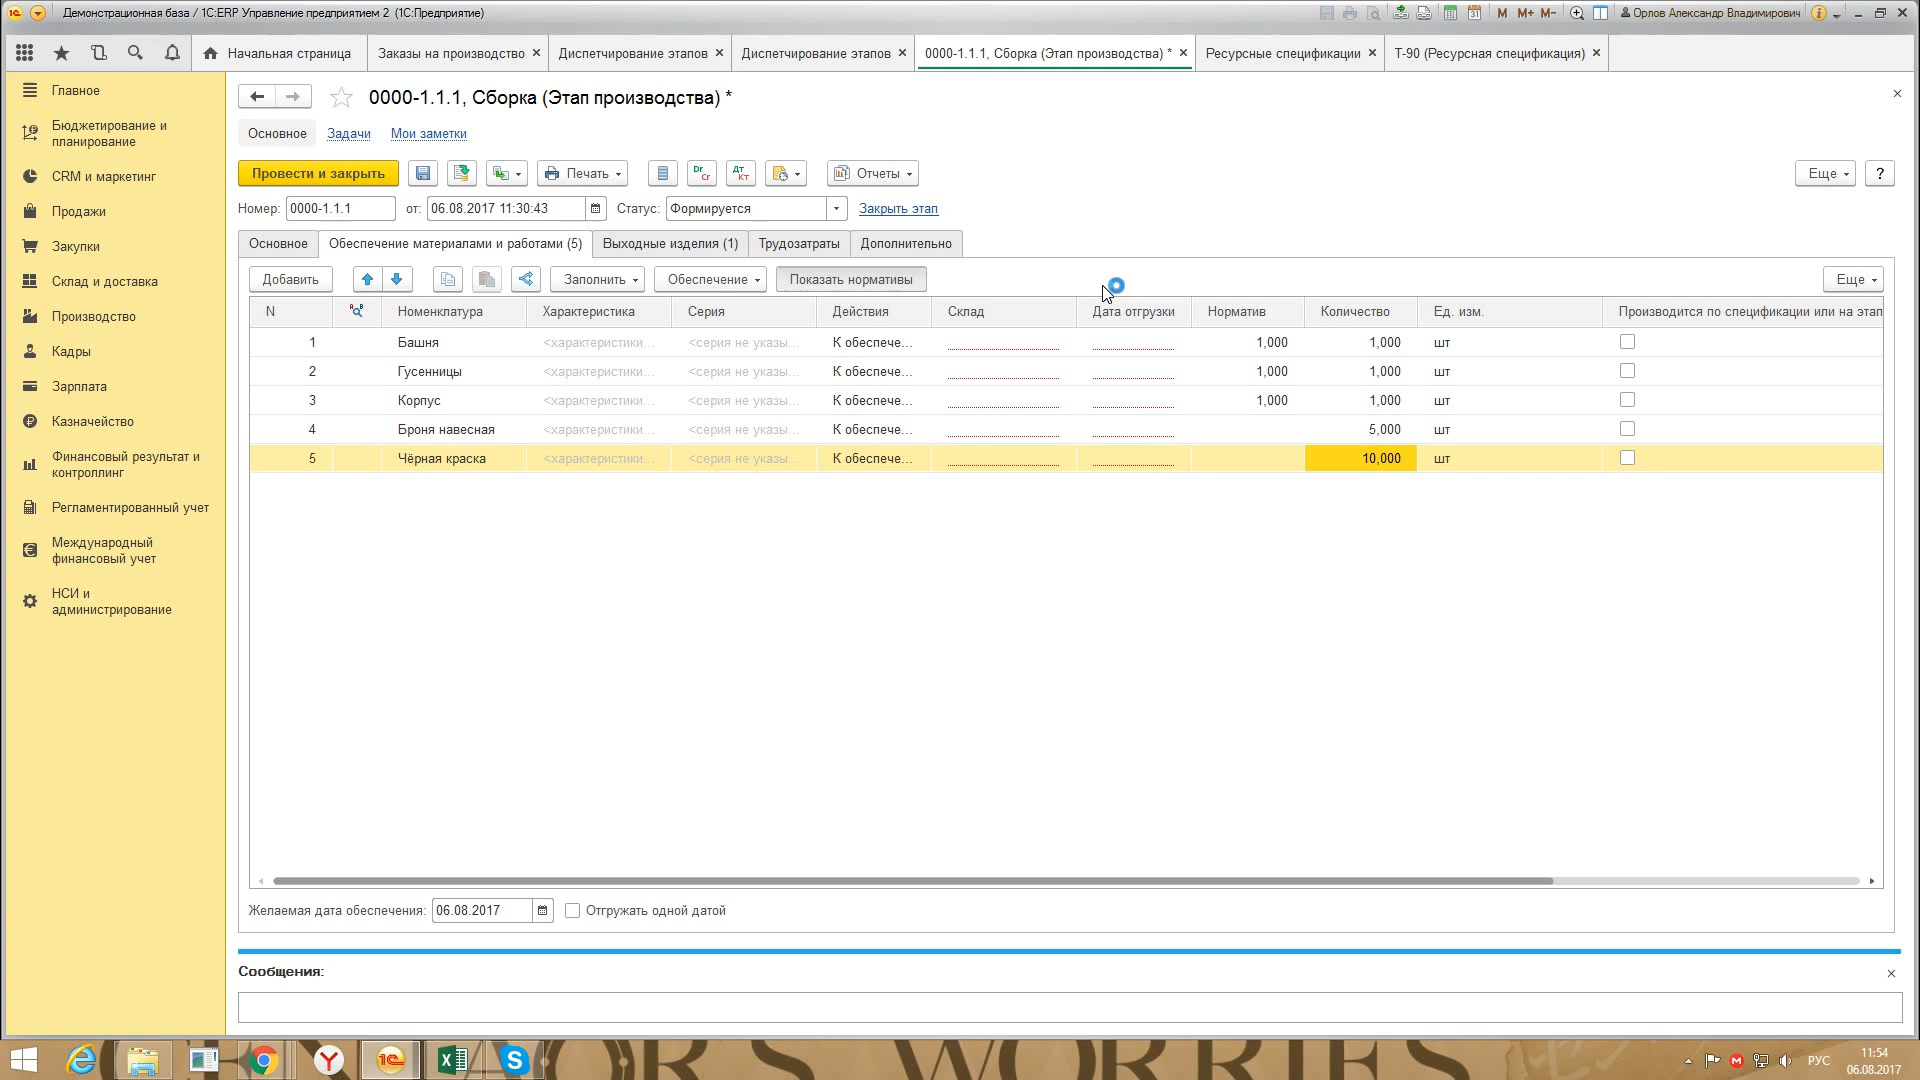 Демонстрационная база / 1С:ERP Управление предприятием 2 (1С:Предприятие)
M M+ M- Орлов Александр Владимирович
Начальная страница
Заказы на производство
Диспетчирование этапов
Диспетчирование этапов
0000-1.1.1, Сборка (Этап производства) *
Ресурсные спецификации
Т-90 (Ресурсная спецификация)
Главное
Бюджетирование и
планирование
CRM и маркетинг
Продажи
Закупки
Склад и доставка
Производство
Кадры
Зарплата
Казначейство
Финансовый результат и
контроллинг
Регламентированный учет
Международный
финансовый учет
НСИ и
администрирование
0000-1.1.1, Сборка (Этап производства) *
Основное Задачи Мои заметки
Провести и закрыть Печать Dr Cr Дт Кт Отчеты Еще ?
Номер: 0000-1.1.1 от: 06.08.2017 11:30:43 Статус: Формируется Закрыть этап
Основное Обеспечение материалами и работами (5) Выходные изделия (1) Трудозатраты Дополнительно
Добавить Заполнить Обеспечение Показать нормативы Еще
N Номенклатура Характеристика Серия Действия Склад Дата отгрузки Норматив Количество Ед. изм. Производится по спецификации или на этап
1 Башня <характеристики... <серия не указы... К обеспече... 1,000 1,000 шт
2 Гусенницы <характеристики... <серия не указы... К обеспече... 1,000 1,000 шт
3 Корпус <характеристики... <серия не указы... К обеспече... 1,000 1,000 шт
4 Броня навесная <характеристики... <серия не указы... К обеспече... 5,000 шт
5 Чёрная краска <характеристики... <серия не указы... К обеспече... 10,000 шт
Желаемая дата обеспечения: 06.08.2017 Отгружать одной датой
Сообщения:
WORRIES
РУС
11:54
06.08.2017